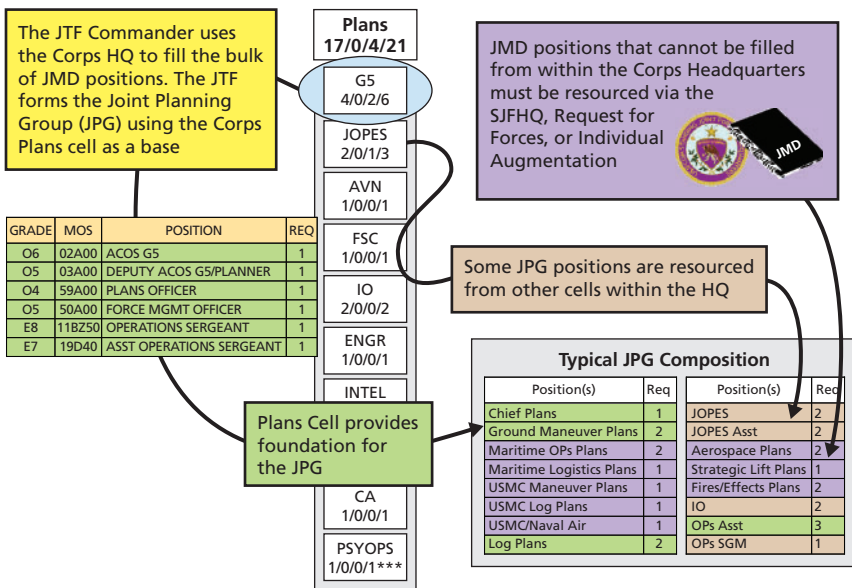 The JTF Commander uses
the Corps HQ to fill the bulk
of JMD positions. The JTF
forms the Joint Planning
Group (JPG) using the Corps
Plans cell as a base
Plans
17/0/4/21
G5
4/0/2/6
JOPES
2/0/1/3
AVN
1/0/0/1
FSC
1/0/0/1
IO
2/0/0/2
ENGR
1/0/0/1
INTEL
CA
1/0/0/1
PSYOPS
1/0/0/1***
JMD positions that cannot be filled
from within the Corps Headquarters
must be resourced via the
SJFHQ, Request for
Forces, or Individual
Augmentation
JMD
GRADE MOS POSITION REQ
O6 02A00 ACOS G5 1
O5 03A00 DEPUTY ACOS G5/PLANNER 1
O4 59A00 PLANS OFFICER 1
O5 50A00 FORCE MGMT OFFICER 1
E8 11BZ50 OPERATIONS SERGEANT 1
E7 19D40 ASST OPERATIONS SERGEANT 1
Some JPG positions are resourced
from other cells within the HQ
Plans Cell provides
foundation for
the JPG
Typical JPG Composition
Position(s) Req
Chief Plans 1
Ground Maneuver Plans 2
Maritime OPs Plans 2
Maritime Logistics Plans 1
USMC Maneuver Plans 1
USMC Log Plans 1
USMC/Naval Air 1
Log Plans 2
Position(s) Req
JOPES 2
JOPES Asst 2
Aerospace Plans 2
Strategic Lift Plans 1
Fires/Effects Plans 2
IO 2
OPs Asst 3
OPs SGM 1